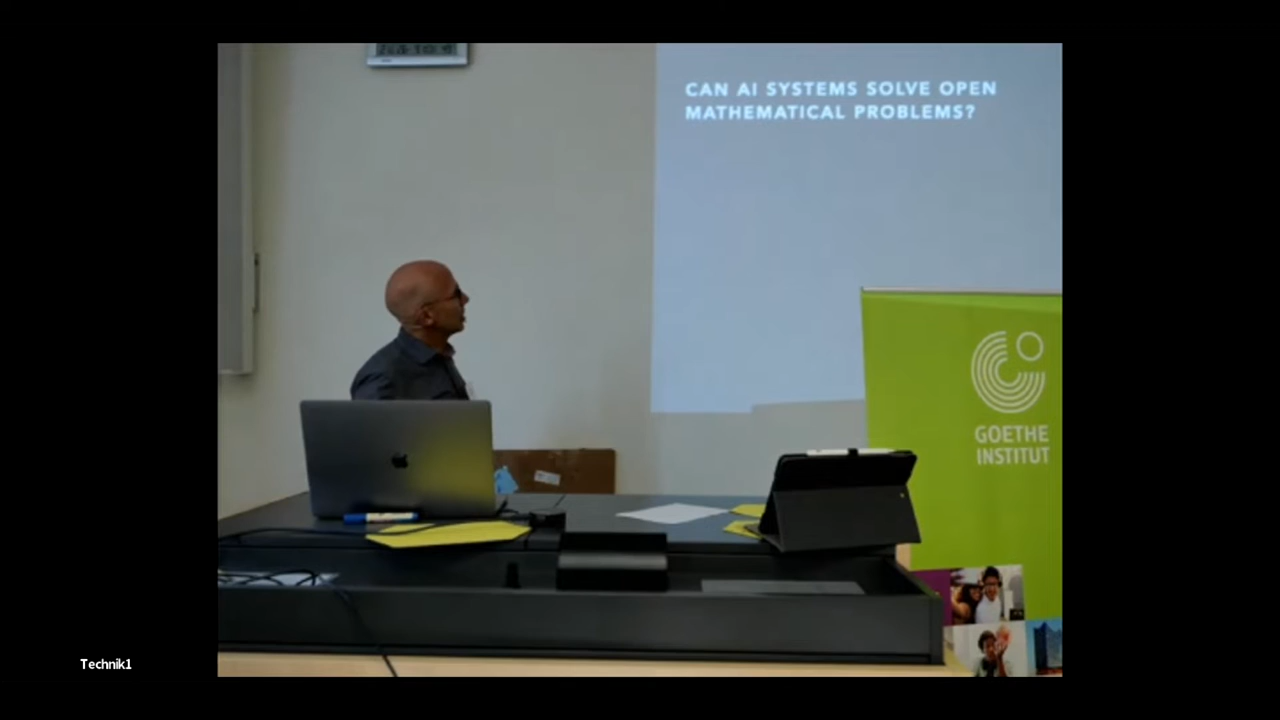 CAN AI SYSTEMS SOLVE OPEN
MATHEMATICAL PROBLEMS?
GOETHE
INSTITUT
Technik1